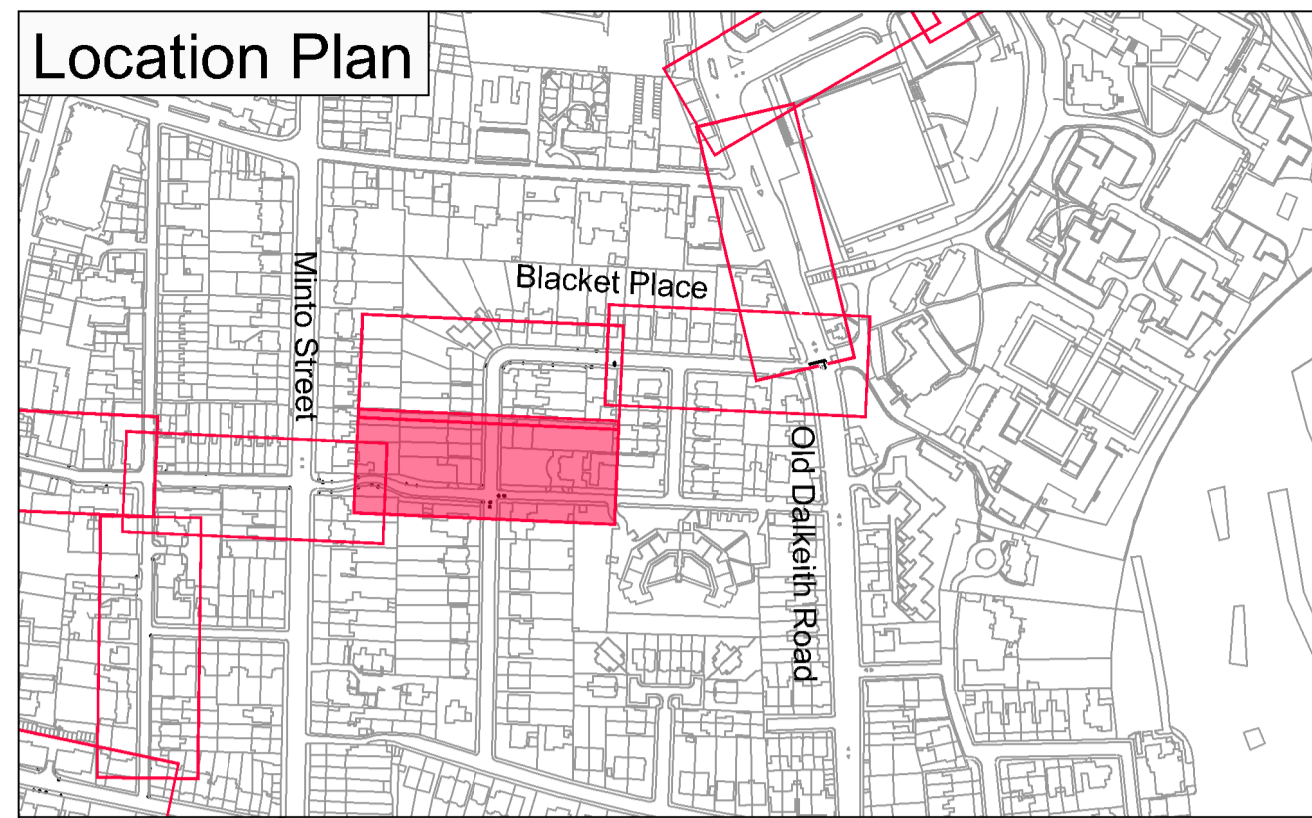 Location Plan
Blacket Place
Minto Street
Old Dalkeith Road